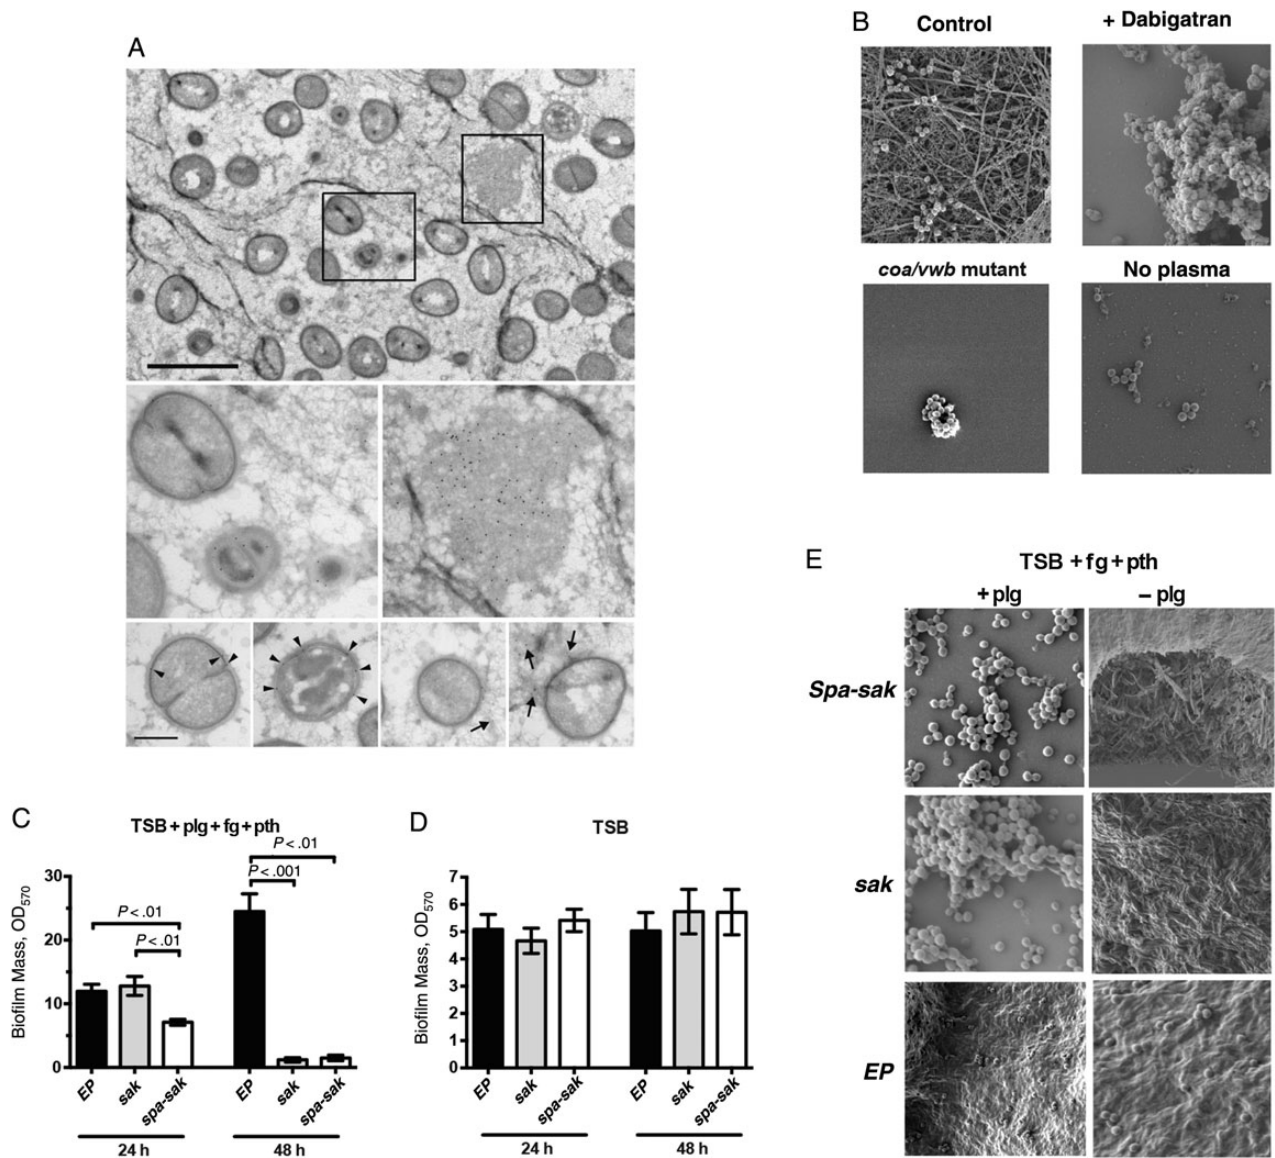 A
B
Control
+ Dabigatran
coa/vwb mutant
No plasma
E
TSB + fg + pth
+ plg
– plg
Spa-sak
sak
EP
C
TSB + plg + fg + pth
P < .01
P < .001
P < .01
P < .01
Biofilm Mass, OD570
30
20
10
0
EP
sak
spa-sak
EP
sak
spa-sak
24 h
48 h
D
TSB
Biofilm Mass, OD570
7
6
5
4
3
2
1
0
EP
sak
spa-sak
EP
sak
spa-sak
24 h
48 h